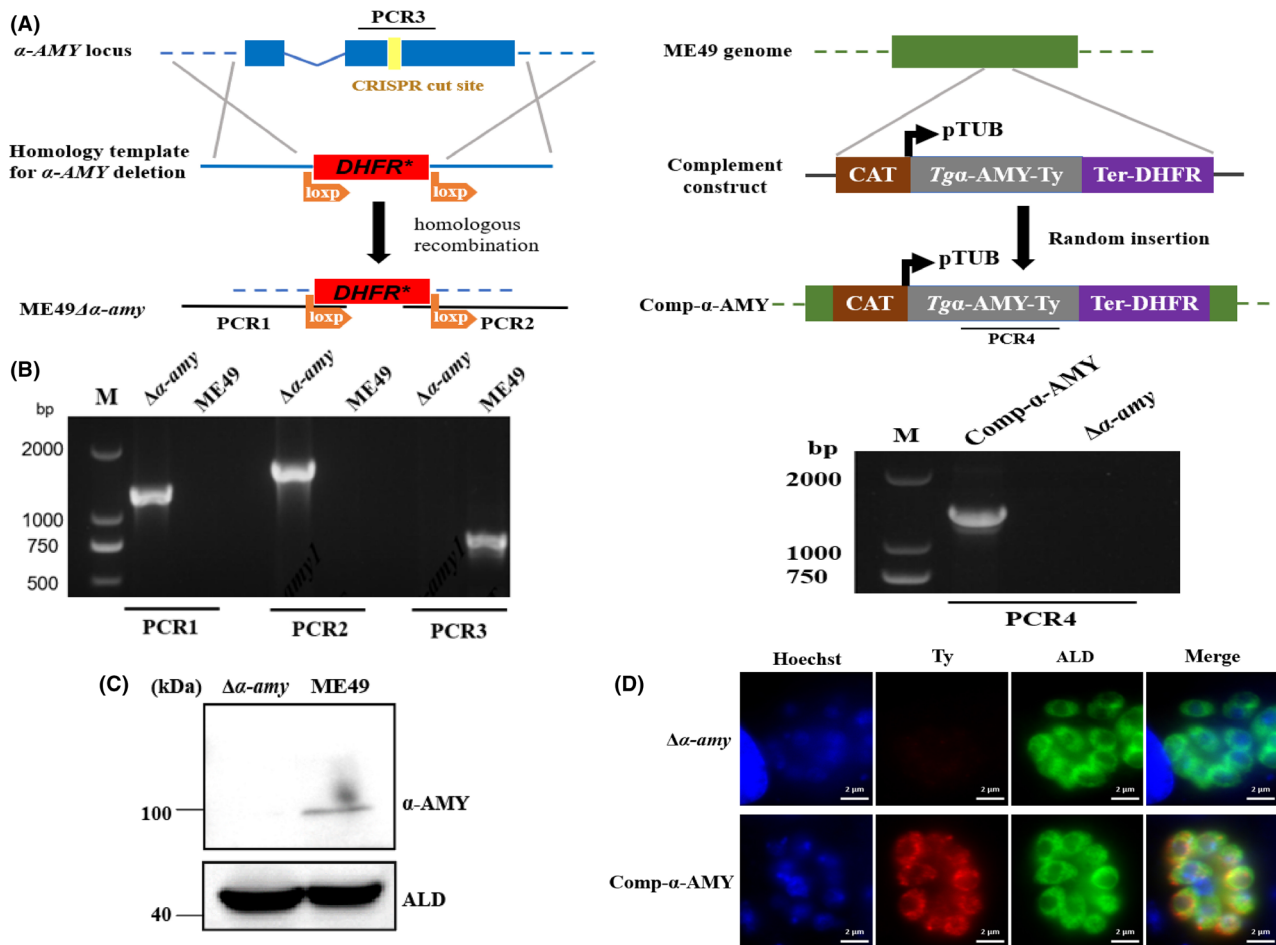 (A)
PCR3
α-AMY locus
CRISPR cut site
Homology template
for α-AMY deletion
DHFR*
loxp
loxp
homologous
recombination
ME49Δα-amy
DHFR*
loxp
loxp
PCR1
PCR2
ME49 genome
pTUB
Complement
construct
CAT
Tgα-AMY-Ty
Ter-DHFR
Random insertion
pTUB
Comp-α-AMY
CAT
Tgα-AMY-Ty
Ter-DHFR
PCR4
(B)
bp
M
Δα-amy
ME49
Δα-amy
ME49
Δα-amy
ME49
2000
1000
750
500
amy1
amy1
PCR1
PCR2
PCR3
bp
M
Comp-α-AMY
Δα-amy
2000
1000
750
PCR4
(C)
(kDa)
Δα-amy
ME49
100
α-AMY
40
ALD
(D)
Hoechst
Ty
ALD
Merge
Δα-amy
2 μm
2 μm
2 μm
2 μm
Comp-α-AMY
2 μm
2 μm
2 μm
2 μm